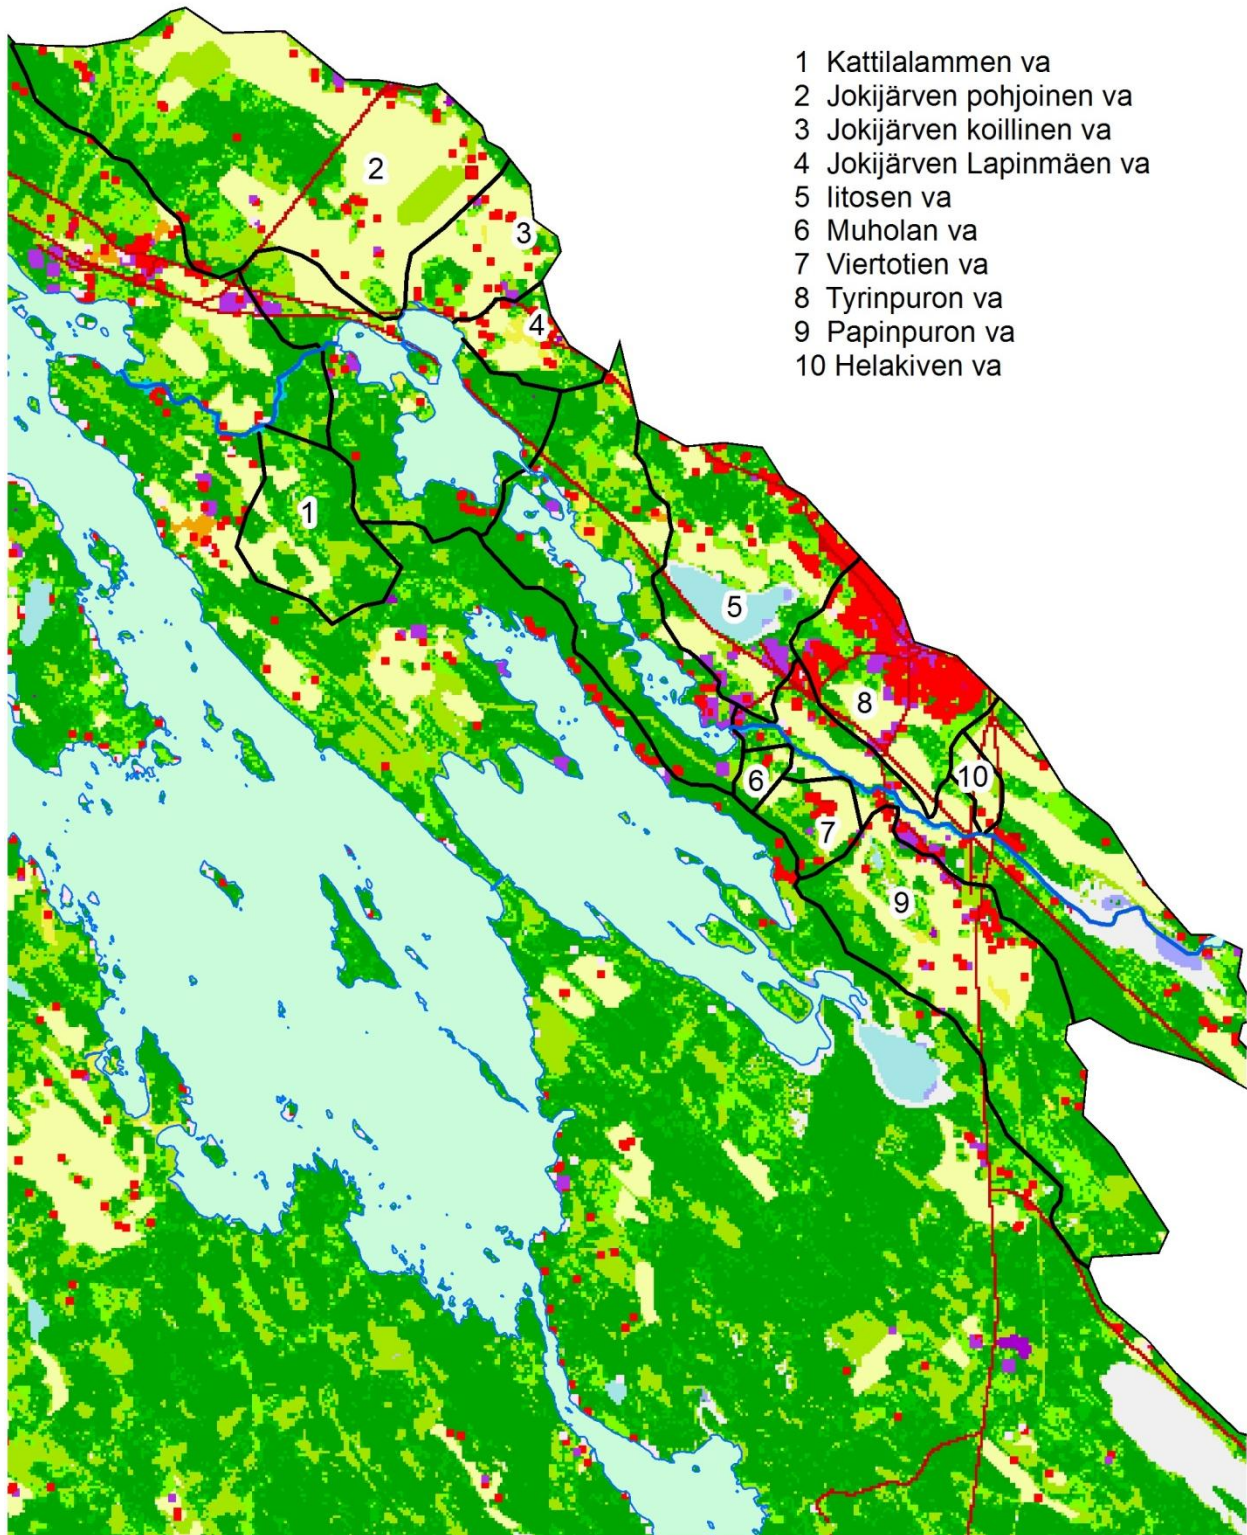 1 Kattilalammen va
2 Jokijärven pohjoinen va
3 Jokijärven koillinen va
4 Jokijärven Lapinmäen va
5 Iitosen va
6 Muholan va
7 Viertotien va
8 Tyrinpuron va
9 Papinpuron va
10 Helakiven va
2
3
4
1
5
8
10
6
7
9